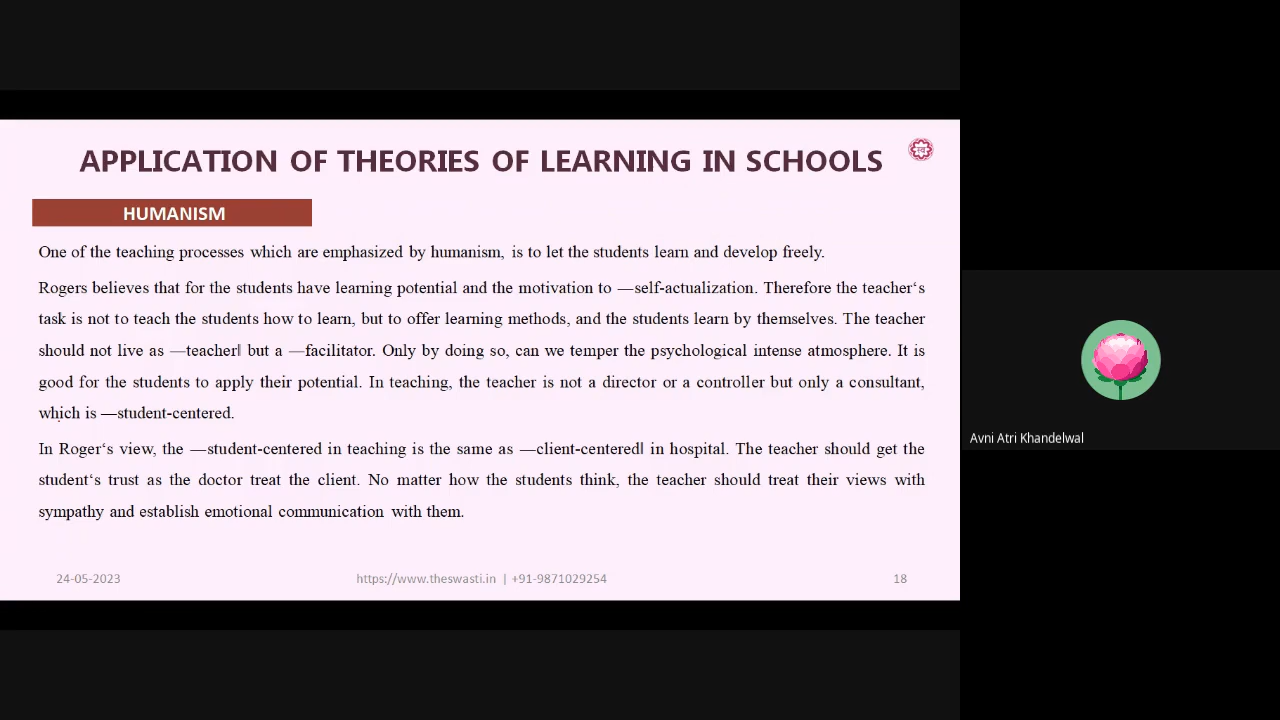 APPLICATION OF THEORIES OF LEARNING IN SCHOOLS
HUMANISM
One of the teaching processes which are emphasized by humanism, is to let the students learn and develop freely.
Rogers believes that for the students have learning potential and the motivation to ―self-actualization. Therefore the teacher‘s
task is not to teach the students how to learn, but to offer learning methods, and the students learn by themselves. The teacher
should not live as ―teacher‖ but a ―facilitator. Only by doing so, can we temper the psychological intense atmosphere. It is
good for the students to apply their potential. In teaching, the teacher is not a director or a controller but only a consultant,
which is ―student-centered.
In Roger‘s view, the ―student-centered in teaching is the same as ―client-centered‖ in hospital. The teacher should get the
student‘s trust as the doctor treat the client. No matter how the students think, the teacher should treat their views with
sympathy and establish emotional communication with them.
24-05-2023
https://www.theswasti.in | +91-9871029254
18
Avni Atri Khandelwal